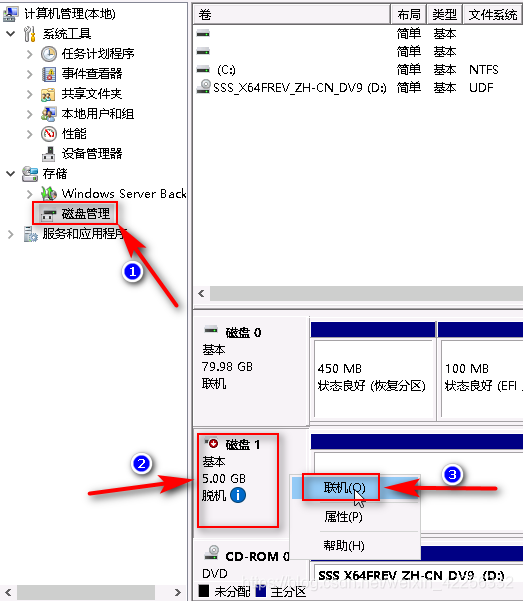 计算机管理(本地)
系统工具
任务计划程序
事件查看器
共享文件夹
本地用户和组
性能
设备管理器
存储
Windows Server Back
磁盘管理
服务和应用程序
1
卷 布局 类型 文件系统
简单 基本
简单 基本
(C:) 简单 基本 NTFS
SSS_X64FREV_ZH-CN_DV9 (D:) 简单 基本 UDF
磁盘 0
基本
79.98 GB
联机
450 MB
状态良好 (恢复分区)
100 MB
状态良好 (EFI
2
磁盘 1
基本
5.00 GB
脱机
联机(O)
属性(P)
帮助(H)
3
CD-ROM 0
DVD
SSS_X64FREV_ZH-CN_DV9 (D:)
未分配 主分区